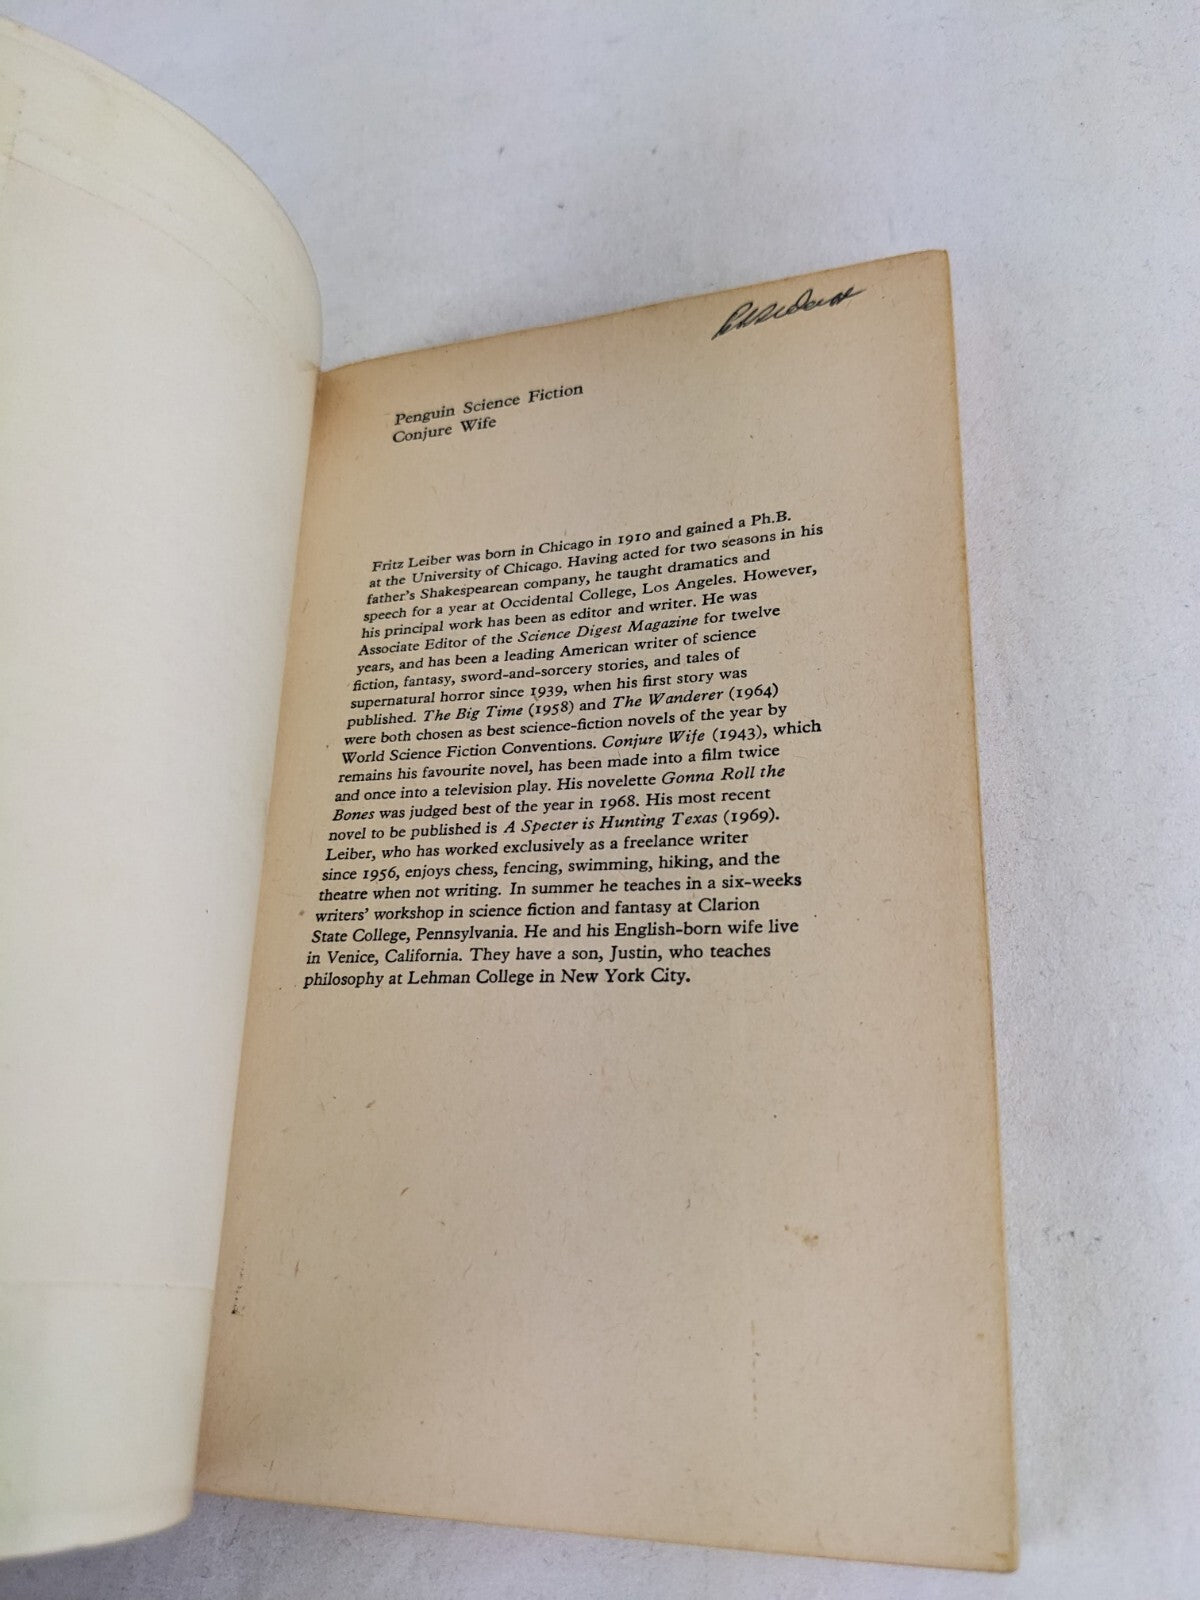 Penguin Science Fiction
Conjure Wife
Fritz Leiber was born in Chicago in 1910 and gained a Ph.B.
at the University of Chicago. Having acted for two seasons in his
father's Shakespearean company, he taught dramatics and
speech for a year at Occidental College, Los Angeles. However,
his principal work has been as editor and writer. He was
Associate Editor of the Science Digest Magazine for twelve
years, and has been a leading American writer of science
fiction, fantasy, sword-and-sorcery stories, and tales of
supernatural horror since 1939, when his first story was
published. The Big Time (1958) and The Wanderer (1964)
were both chosen as best science-fiction novels of the year by
World Science Fiction Conventions. Conjure Wife (1943), which
remains his favourite novel, has been made into a film twice
and once into a television play. His novelette Gonna Roll the
Bones was judged best of the year in 1968. His most recent
novel to be published is A Specter is Hunting Texas (1969).
Leiber, who has worked exclusively as a freelance writer
since 1956, enjoys chess, fencing, swimming, hiking, and the
theatre when not writing. In summer he teaches in a six-weeks
writers' workshop in science fiction and fantasy at Clarion
State College, Pennsylvania. He and his English-born wife live
in Venice, California. They have a son, Justin, who teaches
philosophy at Lehman College in New York City.